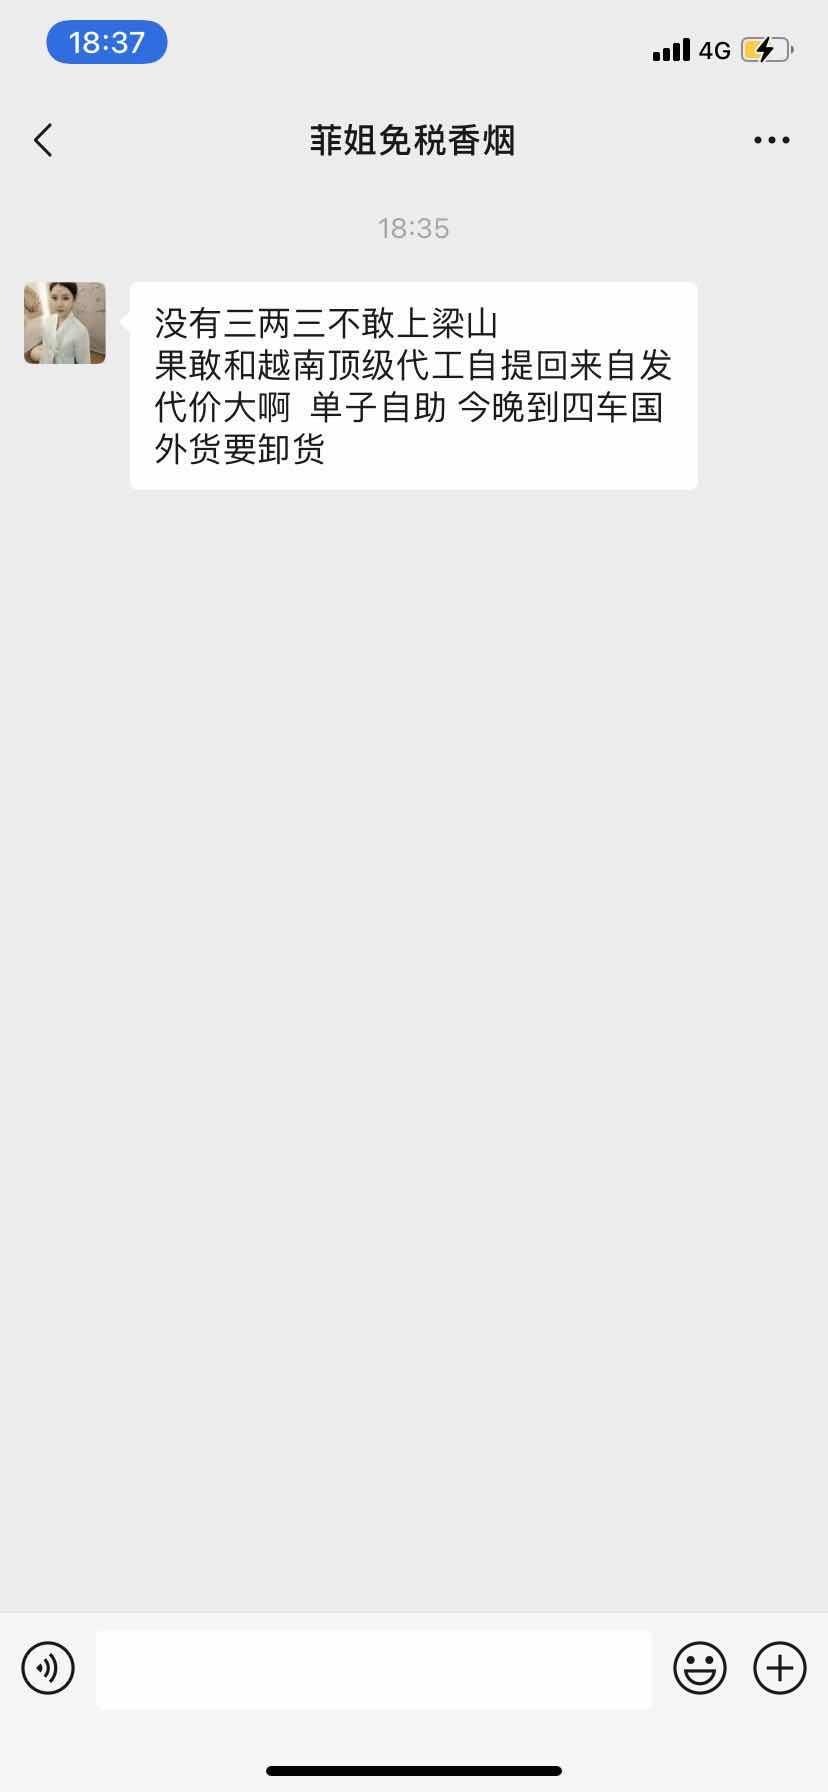 18:37
4G
菲姐免税香烟
18:35
没有三两三不敢上梁山
果敢和越南顶级代工自提回来自发
代价大啊 单子自助 今晚到四车国
外货要卸货